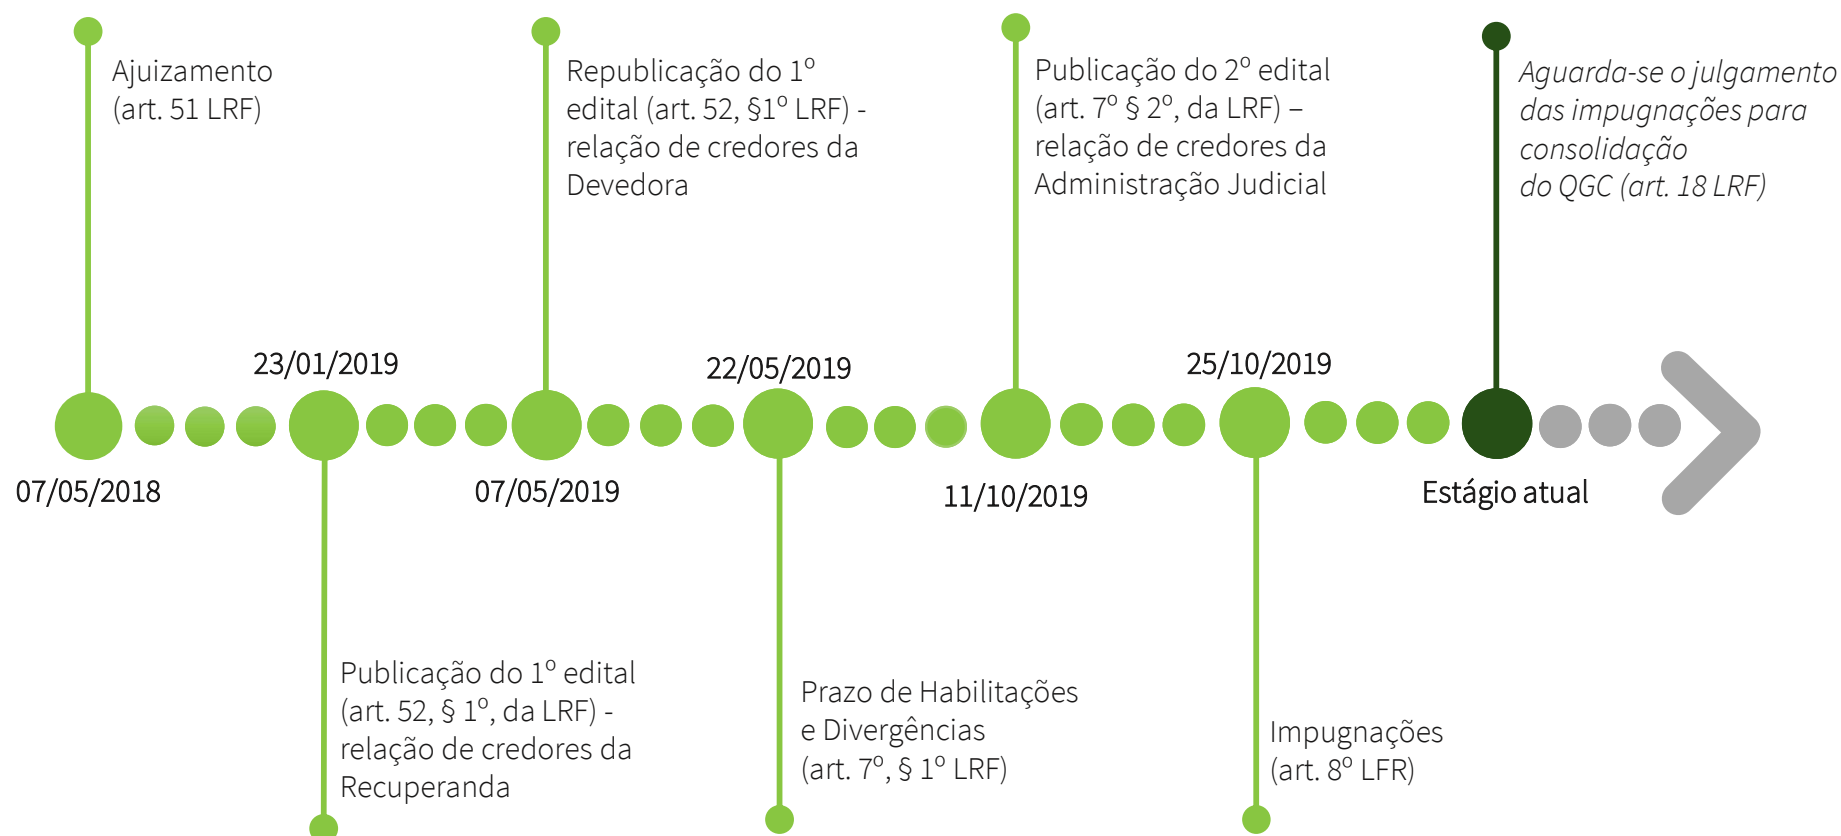 Ajuizamento
(art. 51 LRF)
Republicação do 1º
edital (art. 52, §1º LRF) -
relação de credores da
Devedora
Publicação do 2º edital
(art. 7º § 2º, da LRF) –
relação de credores da
Administração Judicial
Aguarda-se o julgamento
das impugnações para
consolidação
do QGC (art. 18 LRF)
23/01/2019
22/05/2019
25/10/2019
07/05/2018
07/05/2019
11/10/2019
Estágio atual
Publicação do 1º edital
(art. 52, § 1º, da LRF) -
relação de credores da
Recuperanda
Prazo de Habilitações
e Divergências
(art. 7º, § 1º LRF)
Impugnações
(art. 8º LFR)